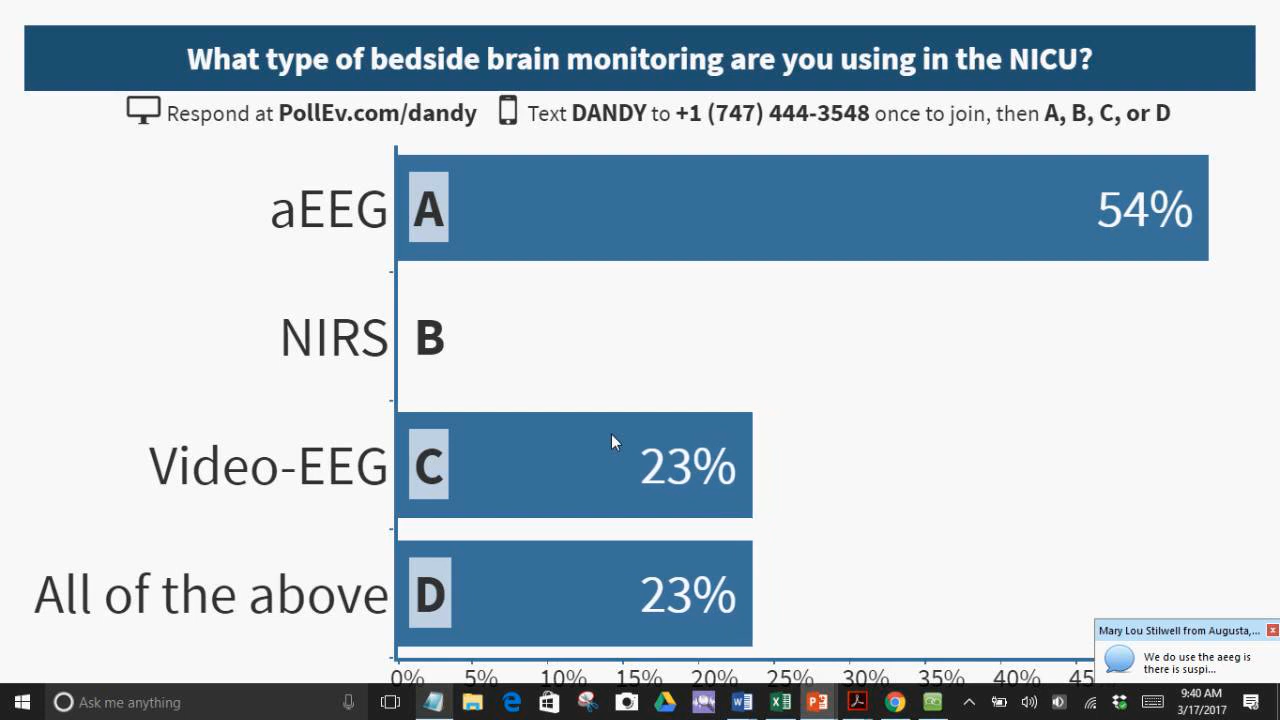 What type of bedside brain monitoring are you using in the NICU?
Respond at PollEv.com/dandy Text DANDY to +1 (747) 444-3548 once to join, then A, B, C, or D
aEEG A 54%
NIRS B
Video-EEG C 23%
All of the above D 23%
Mary Lou Stilwell from Augusta,... x
We do use the aeeg is
there is suspi...
0% 5% 10% 15% 20% 25% 30% 35% 40% 45
Ask me anything
9:40 AM
3/17/2017